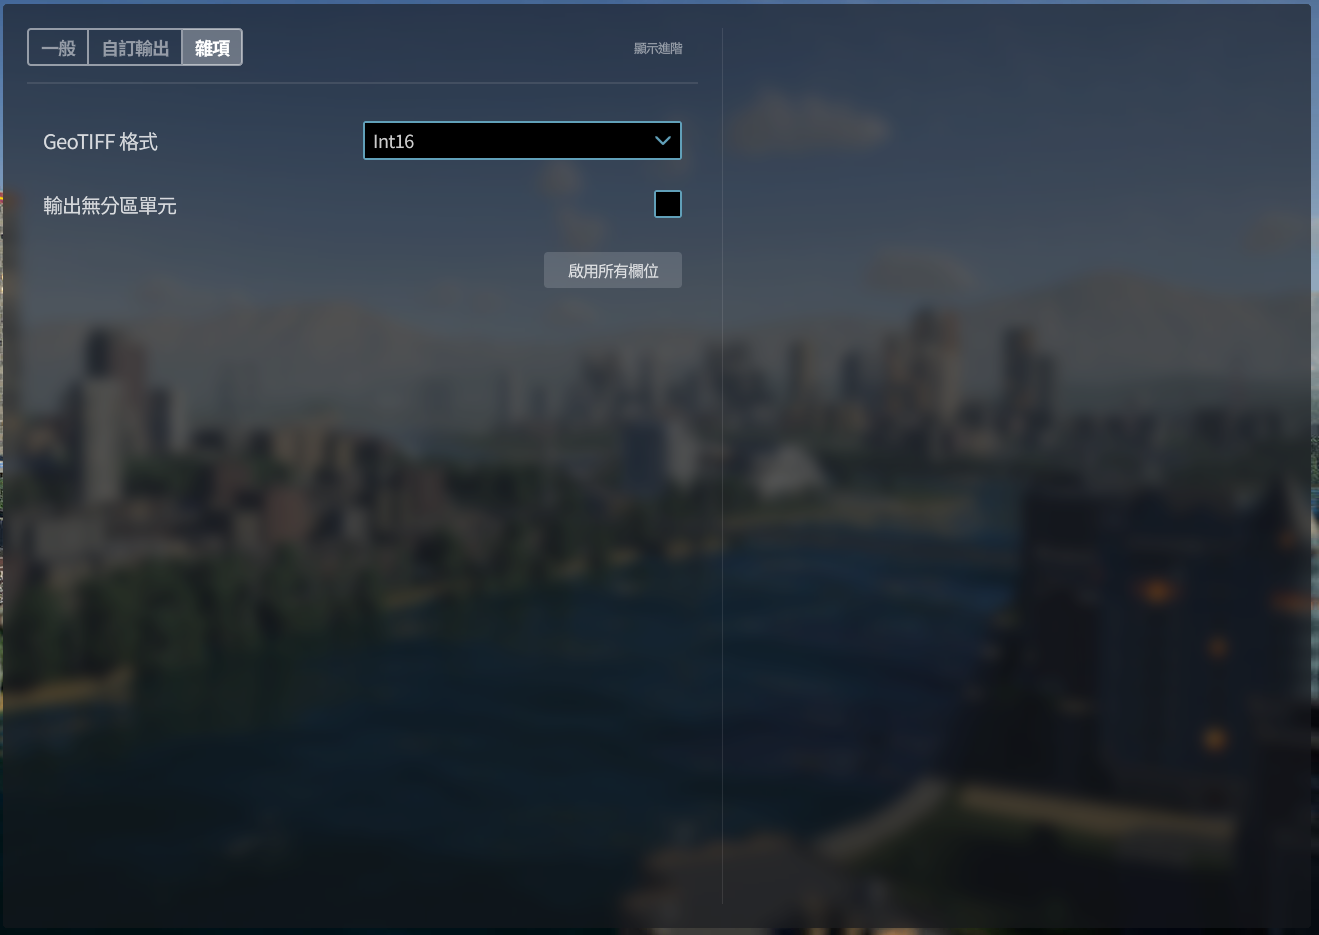 一般 自訂輸出 雜項 顯示進階
GeoTIFF 格式 Int16
輸出無分區單元
啟用所有欄位